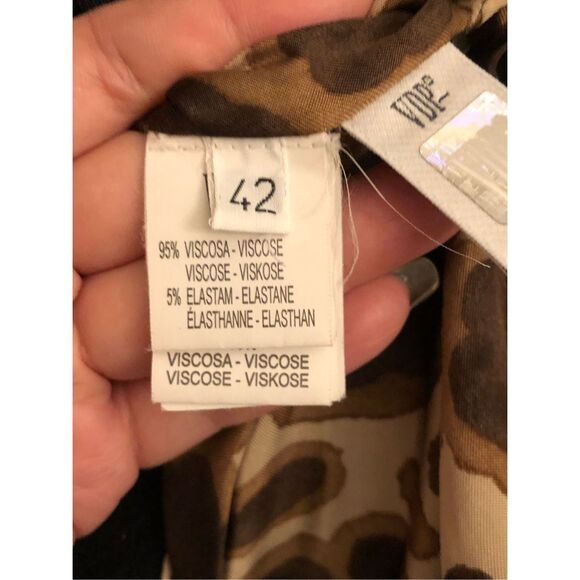 VDP
42
95% VISCOSA - VISCOSE
VISCOSE - VISKOSE
5% ELASTAM - ELASTANE
ÉLASTHANNE - ELASTHAN
VISCOSA - VISCOSE
VISCOSE - VISKOSE